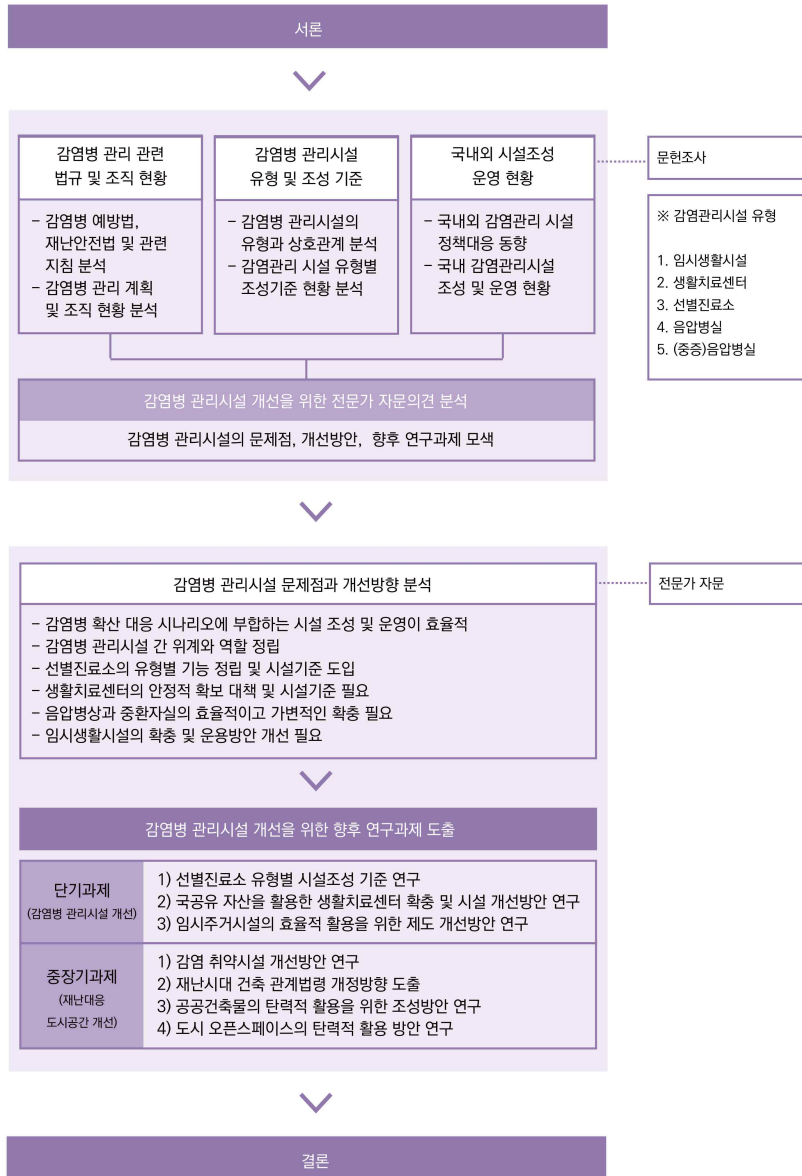 서론
감염병 관리 관련
법규 및 조직 현황
– 감염병 예방법,
재난안전법 및 관련
지침 분석
– 감염병 관리 계획
및 조직 현황 분석
감염병 관리시설
유형 및 조성 기준
– 감염병 관리시설의
유형과 상호관계 분석
– 감염관리 시설 유형별
조성기준 현황 분석
국내외 시설조성
운영 현황
– 국내외 감염관리 시설
정책대응 동향
– 국내 감염관리시설
조성 및 운영 현황
문헌조사
※ 감염관리시설 유형
1. 임시생활시설
2. 생활치료센터
3. 선별진료소
4. 음압병실
5. (중증)음압병실
감염병 관리시설 개선을 위한 전문가 자문의견 분석
감염병 관리시설의 문제점, 개선방안, 향후 연구과제 모색
감염병 관리시설 문제점과 개선방향 분석
전문가 자문
– 감염병 확산 대응 시나리오에 부합하는 시설 조성 및 운영이 효율적
– 감염병 관리시설 간 위계와 역할 정립
– 선별진료소의 유형별 기능 정립 및 시설기준 도입
– 생활치료센터의 안정적 확보 대책 및 시설기준 필요
– 음압병상과 중환자실의 효율적이고 가변적인 확충 필요
– 임시생활시설의 확충 및 운용방안 개선 필요
감염병 관리시설 개선을 위한 향후 연구과제 도출
단기과제
(감염병 관리시설 개선)
1) 선별진료소 유형별 시설조성 기준 연구
2) 국공유 자산을 활용한 생활치료센터 확충 및 시설 개선방안 연구
3) 임시주거시설의 효율적 활용을 위한 제도 개선방안 연구
중장기과제
(재난대응
도시공간 개선)
1) 감염 취약시설 개선방안 연구
2) 재난시대 건축 관계법령 개정방향 도출
3) 공공건축물의 탄력적 활용을 위한 조성방안 연구
4) 도시 오픈스페이스의 탄력적 활용 방안 연구
결론